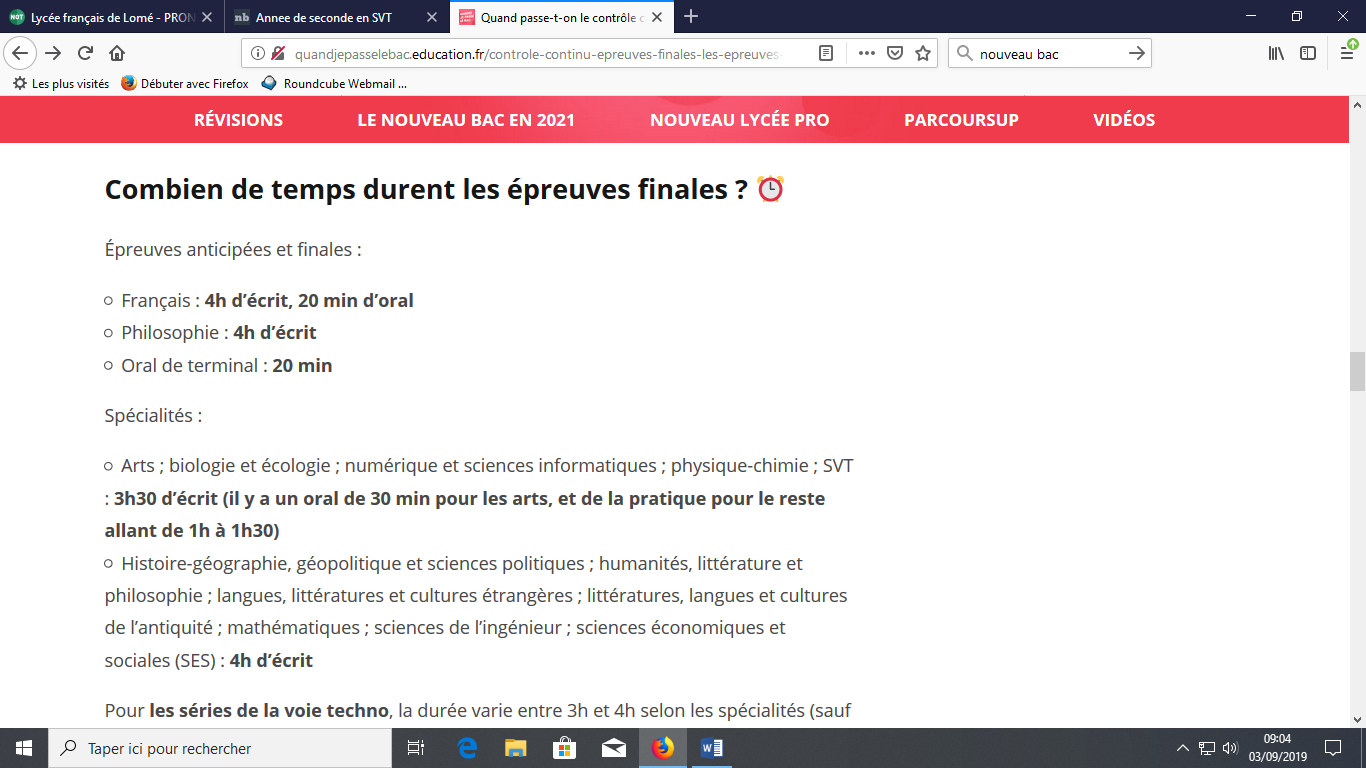 Lycée français de Lomé - PRON
Annee de seconde en SVT
Quand passe-t-on le contrôle c
quandjepasselebac.education.fr/controle-continu-epreuves-finales-les-epreuves-
nouveau bac
Les plus visités
Débuter avec Firefox
Roundcube Webmail ...
RÉVISIONS
LE NOUVEAU BAC EN 2021
NOUVEAU LYCÉE PRO
PARCOURSUP
VIDÉOS
Combien de temps durent les épreuves finales ?
Épreuves anticipées et finales :
Français : 4h d’écrit, 20 min d’oral
Philosophie : 4h d’écrit
Oral de terminal : 20 min
Spécialités :
Arts ; biologie et écologie ; numérique et sciences informatiques ; physique-chimie ; SVT
: 3h30 d’écrit (il y a un oral de 30 min pour les arts, et de la pratique pour le reste
allant de 1h à 1h30)
Histoire-géographie, géopolitique et sciences politiques ; humanités, littérature et
philosophie ; langues, littératures et cultures étrangères ; littératures, langues et cultures
de l’antiquité ; mathématiques ; sciences de l’ingénieur ; sciences économiques et
sociales (SES) : 4h d’écrit
Pour les séries de la voie techno, la durée varie entre 3h et 4h selon les spécialités (sauf
Taper ici pour rechercher
09:04
03/09/2019